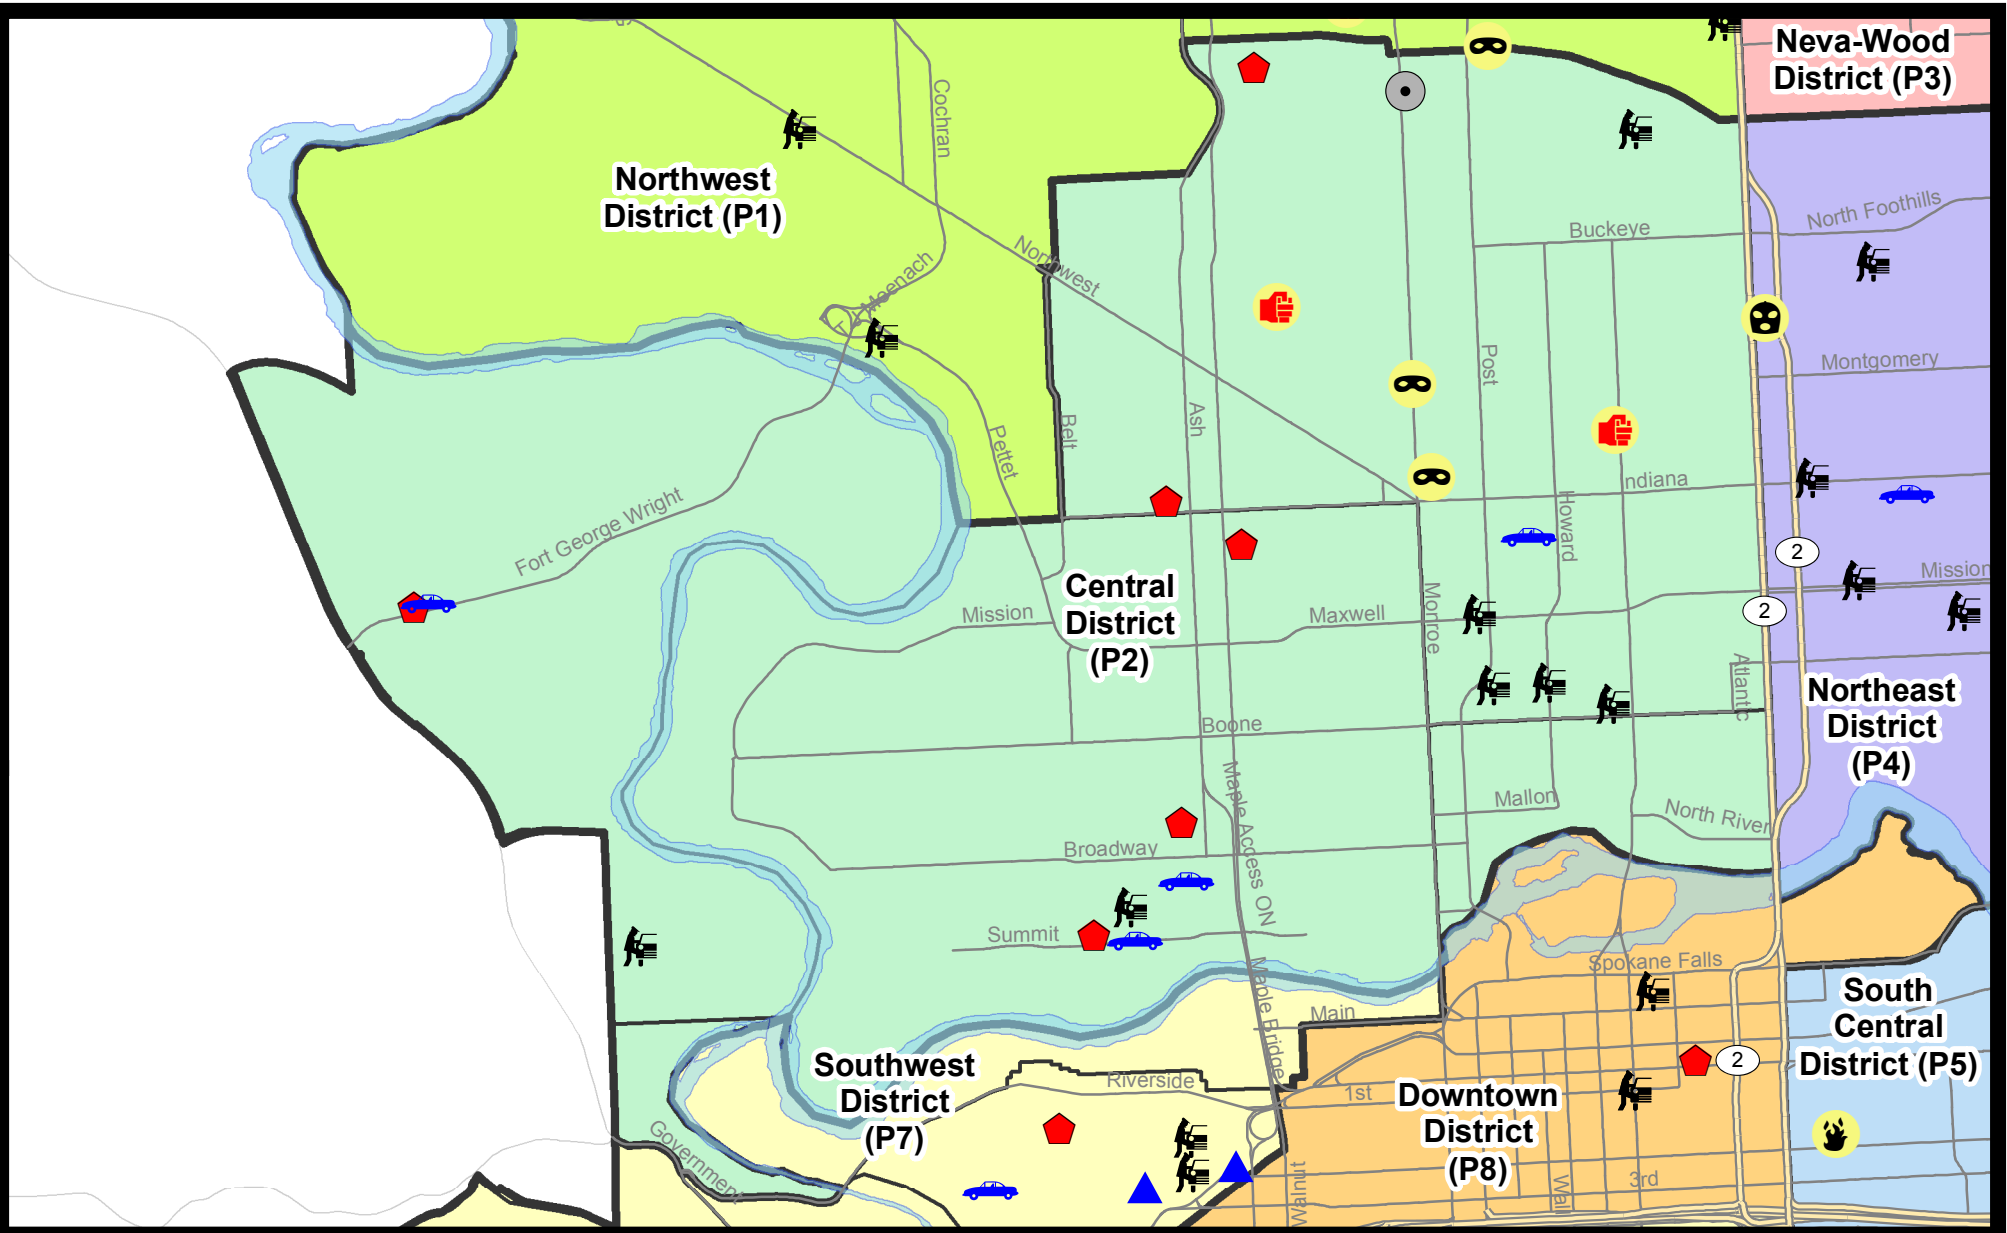 Neva-Wood
District (P3)
Cochran
Northwest
District (P1)
North Foothills
Buckeye
Northwest
Meenach
Post
Montgomery
Ash
Belt
Pettet
Indiana
Howard
Fort George Wright
2
Mission
Central
District
(P2)
Mission
Maxwell
Monroe
2
Atlantic
Northeast
District
(P4)
Boone
Maple Access ON
Mallon
North River
Broadway
Summit
Spokane Falls
Maple Bridge
Main
South
Central
District (P5)
2
Southwest
District
(P7)
Riverside
1st
Downtown
District
(P8)
Government
Walnut
Wall
3rd